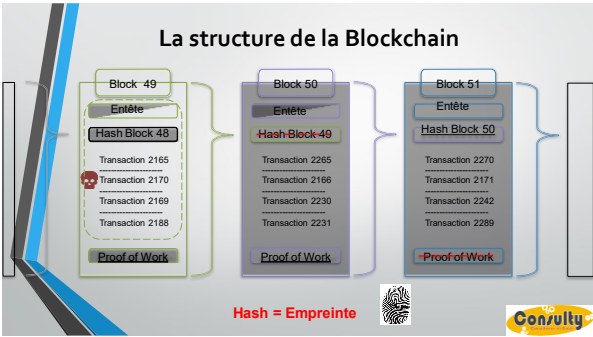 La structure de la Blockchain
Block 49
Entête
Hash Block 48
Transaction 2165
----------------------
Transaction 2170
----------------------
Transaction 2169
----------------------
Transaction 2188
Proof of Work
Block 50
Entête
Hash Block 49
Transaction 2265
----------------------
Transaction 2166
----------------------
Transaction 2230
----------------------
Transaction 2231
Proof of Work
Block 51
Entête
Hash Block 50
Transaction 2270
----------------------
Transaction 2171
----------------------
Transaction 2242
----------------------
Transaction 2289
Proof of Work
Hash = Empreinte
Consulty